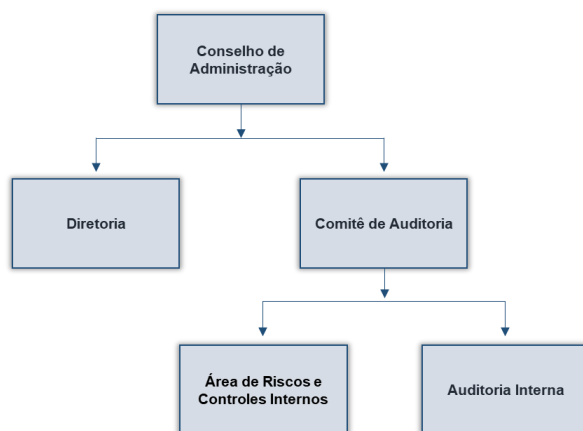 Conselho de
Administração
Diretoria
Comitê de Auditoria
Área de Riscos e
Controles Internos
Auditoria Interna